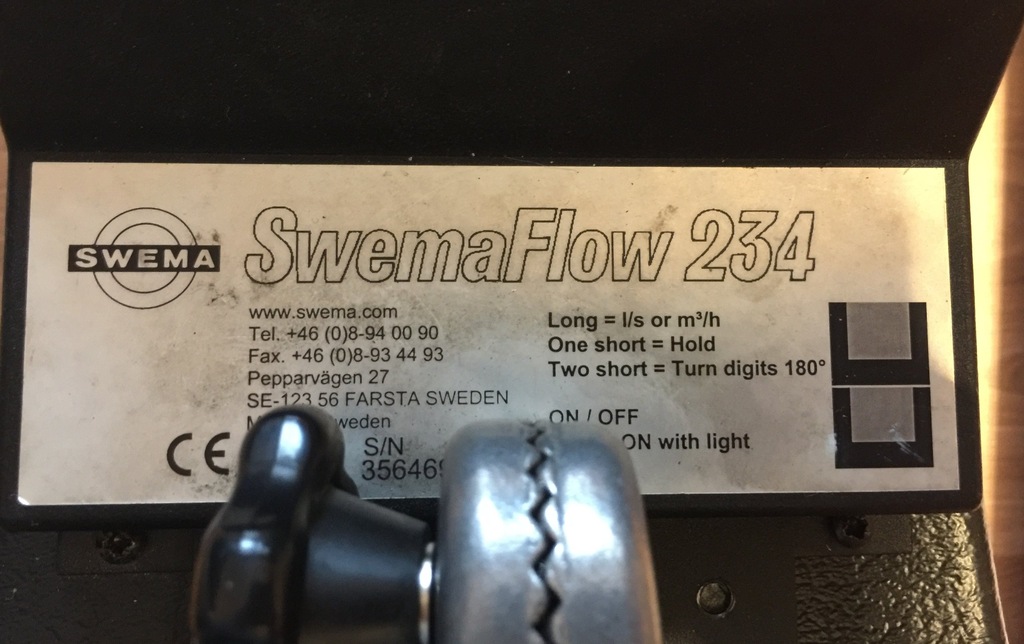 SWEMA
SwemaFlow 234
www.swema.com
Tel. +46 (0)8-94 00 90
Fax. +46 (0)8-93 44 93
Pepparvägen 27
SE-123 56 FARSTA SWEDEN
CE
S/N
Long = l/s or m³/h
One short = Hold
Two short = Turn digits 180°
ON / OFF
ON with light